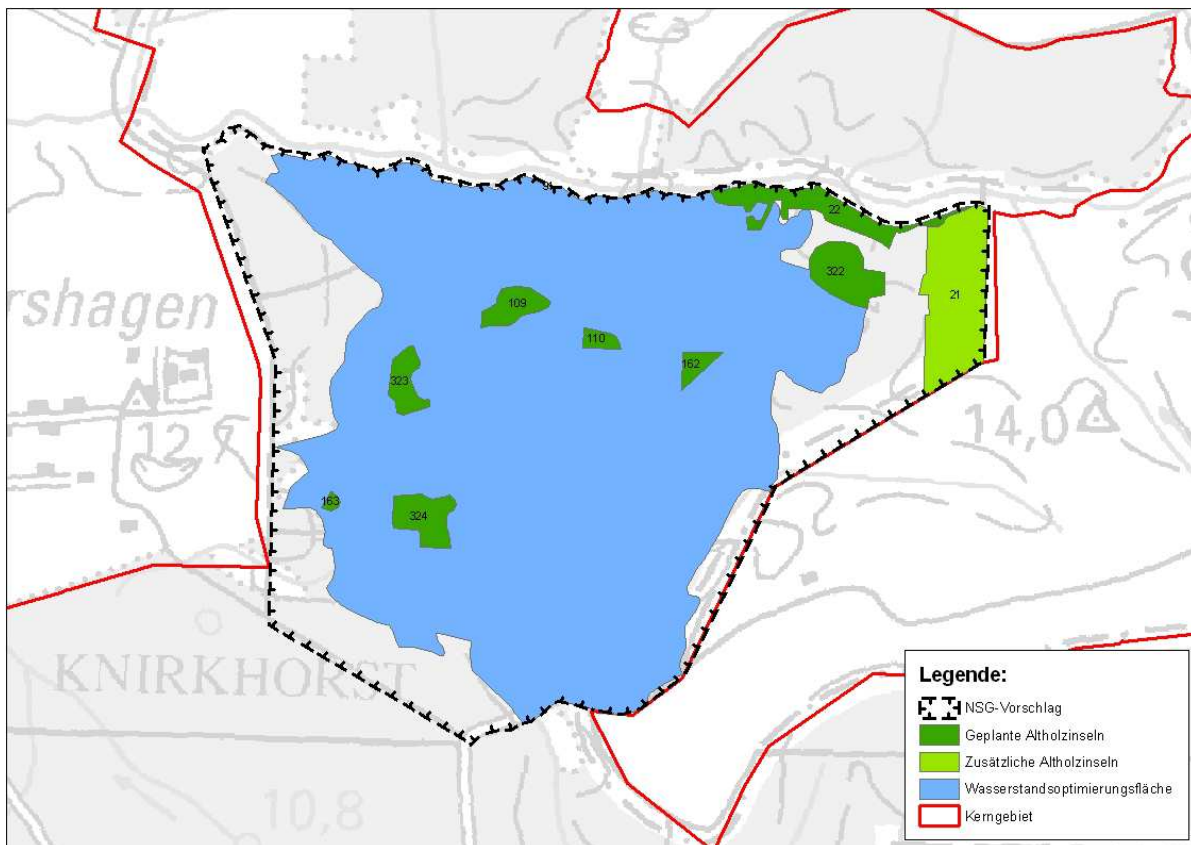 22
322
21
109
110
162
323
rshagen
14,0
163
324
KNIRKHORST
10,8
Legende:
NSG-Vorschlag
Geplante Altholzinseln
Zusätzliche Altholzinseln
Wasserstandsoptimierungsfläche
Kerngebiet